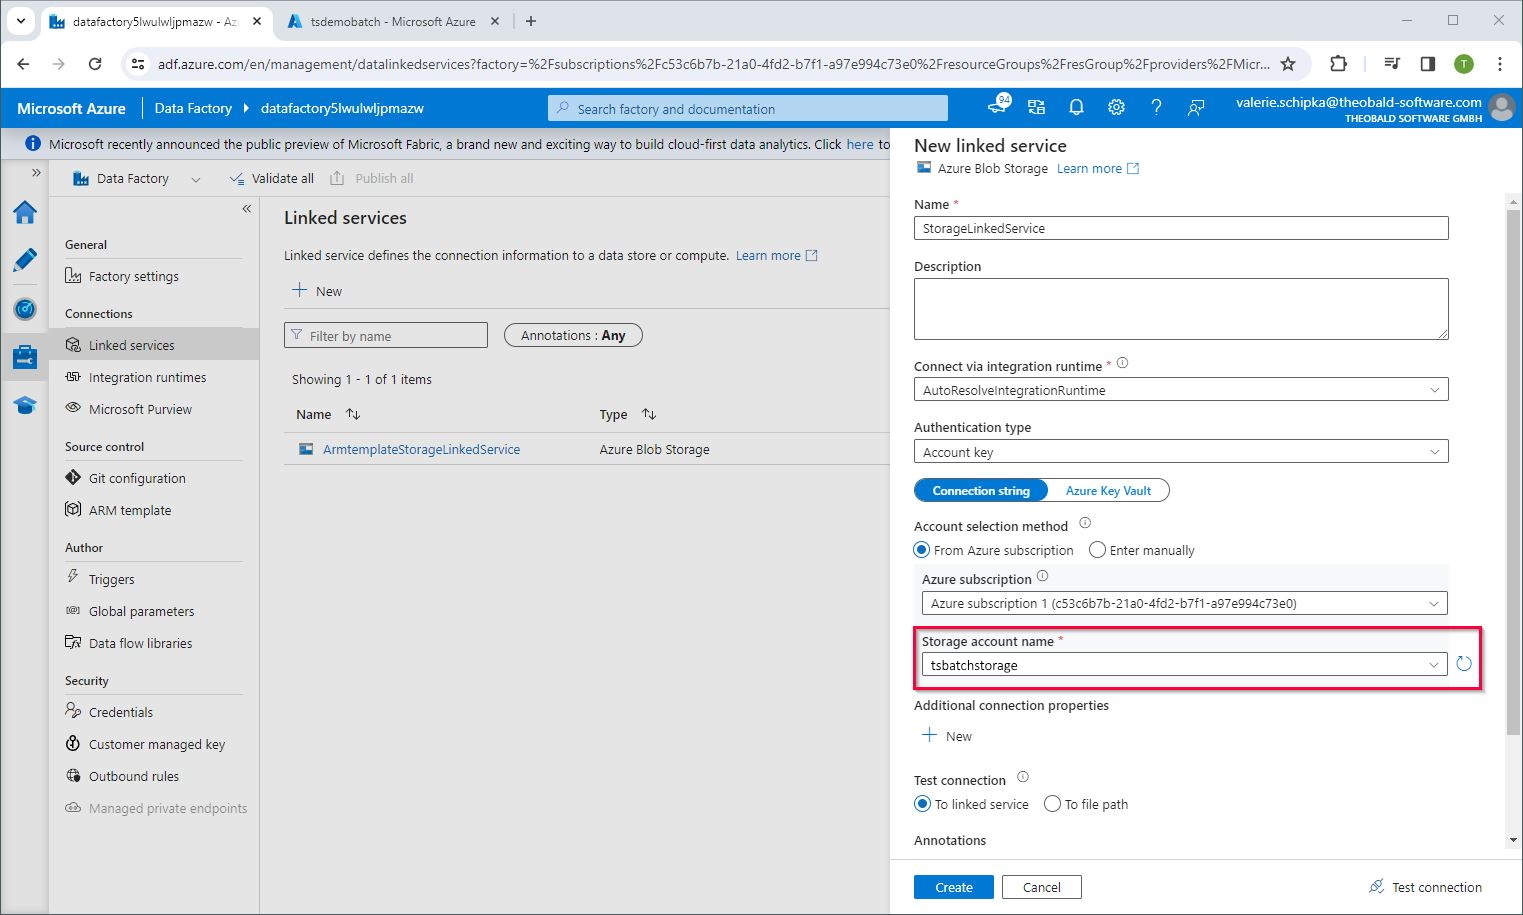 datafactory5lwulwljpmazw - Az
tsdemobatch - Microsoft Azure
adf.azure.com/en/management/datalinkedservices?factory=%2Fsubscriptions%2Fc53c6b7b-21a0-4fd2-b7f1-a97e994c73e0%2FresourceGroups%2FresGroup%2Fproviders%2FMicr...
T
Microsoft Azure
Data Factory
datafactory5lwulwljpmazw
Search factory and documentation
94
valerie.schipka@theobald-software.com
THEOBALD SOFTWARE GMBH
Microsoft recently announced the public preview of Microsoft Fabric, a brand new and exciting way to build cloud-first data analytics. Click here to
Data Factory
Validate all
Publish all
General
Factory settings
Connections
Linked services
Integration runtimes
Microsoft Purview
Source control
Git configuration
ARM template
Author
Triggers
Global parameters
Data flow libraries
Security
Credentials
Customer managed key
Outbound rules
Managed private endpoints
Linked services
Linked service defines the connection information to a data store or compute. Learn more
New
Filter by name
Annotations : Any
Showing 1 - 1 of 1 items
Name
Type
ArmtemplateStorageLinkedService
Azure Blob Storage
New linked service
Azure Blob Storage Learn more
Name *
StorageLinkedService
Description
Connect via integration runtime *
AutoResolveIntegrationRuntime
Authentication type
Account key
Connection string
Azure Key Vault
Account selection method
From Azure subscription
Enter manually
Azure subscription
Azure subscription 1 (c53c6b7b-21a0-4fd2-b7f1-a97e994c73e0)
Storage account name *
tsbatchstorage
Additional connection properties
New
Test connection
To linked service
To file path
Annotations
Create
Cancel
Test connection